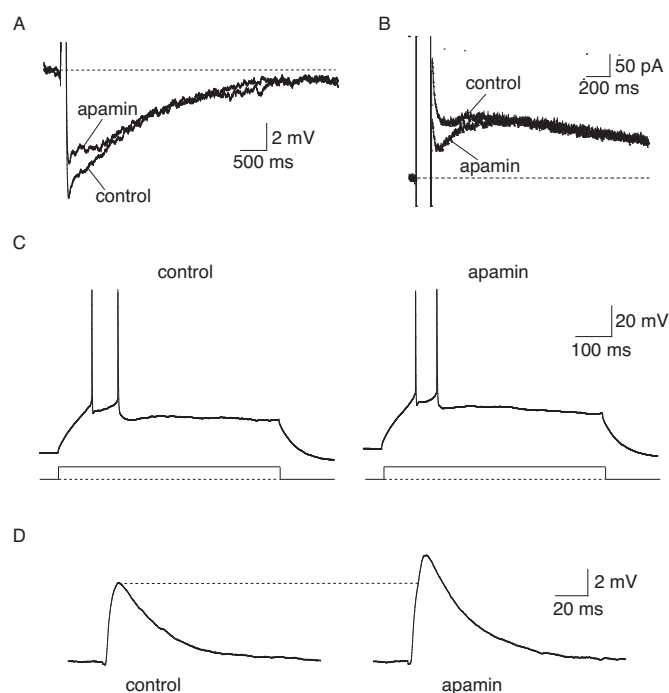 A
apamin
control
2 mV
500 ms
B
control
apamin
50 pA
200 ms
C
control
apamin
20 mV
100 ms
D
control
apamin
2 mV
20 ms